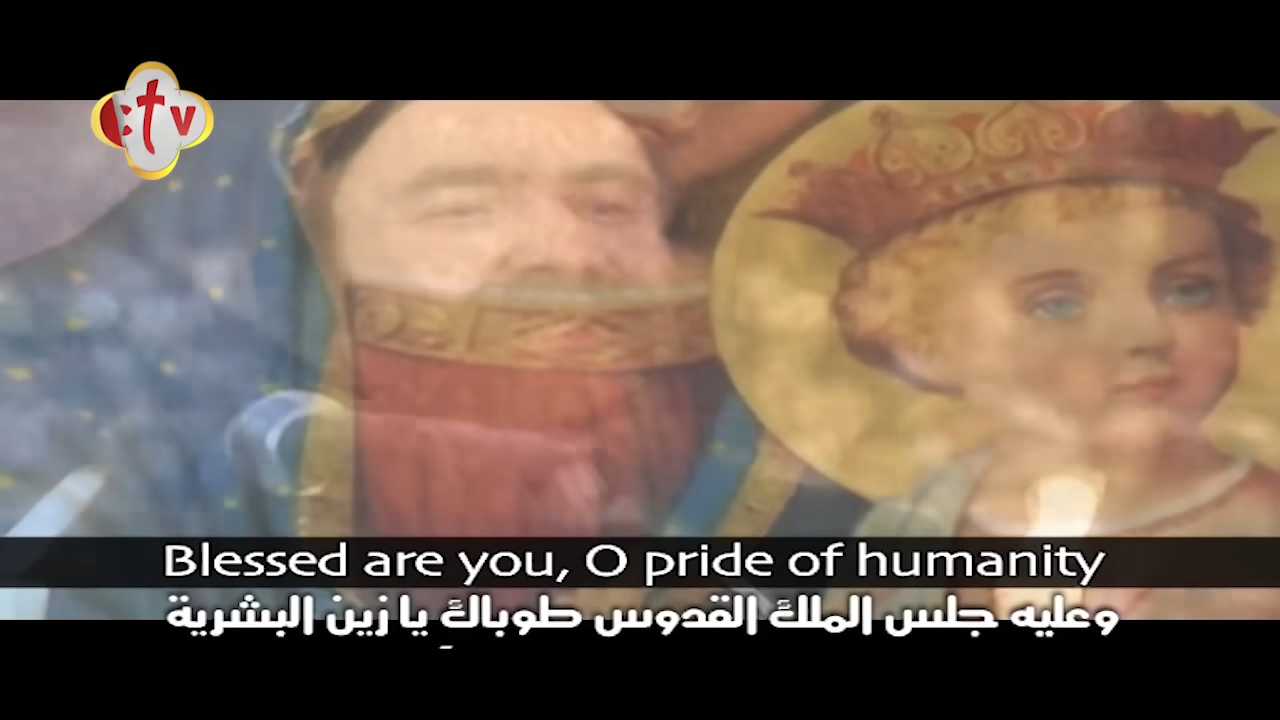 ctv
Blessed are you, O pride of humanity
وعليه جلس الملك القدوس طوباكِ يا زين البشرية